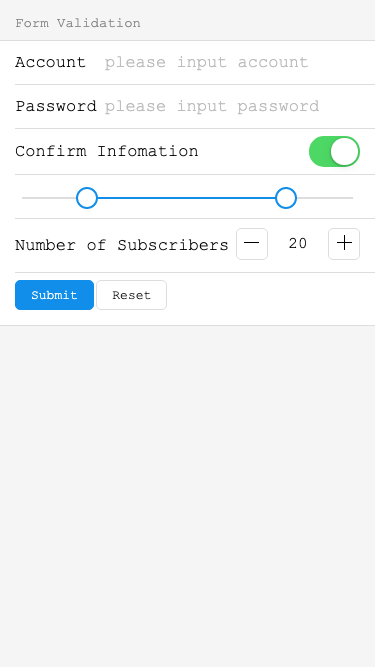 Form Validation
Account please input account
Password please input password
Confirm Infomation
Number of Subscribers 20
Submit Reset